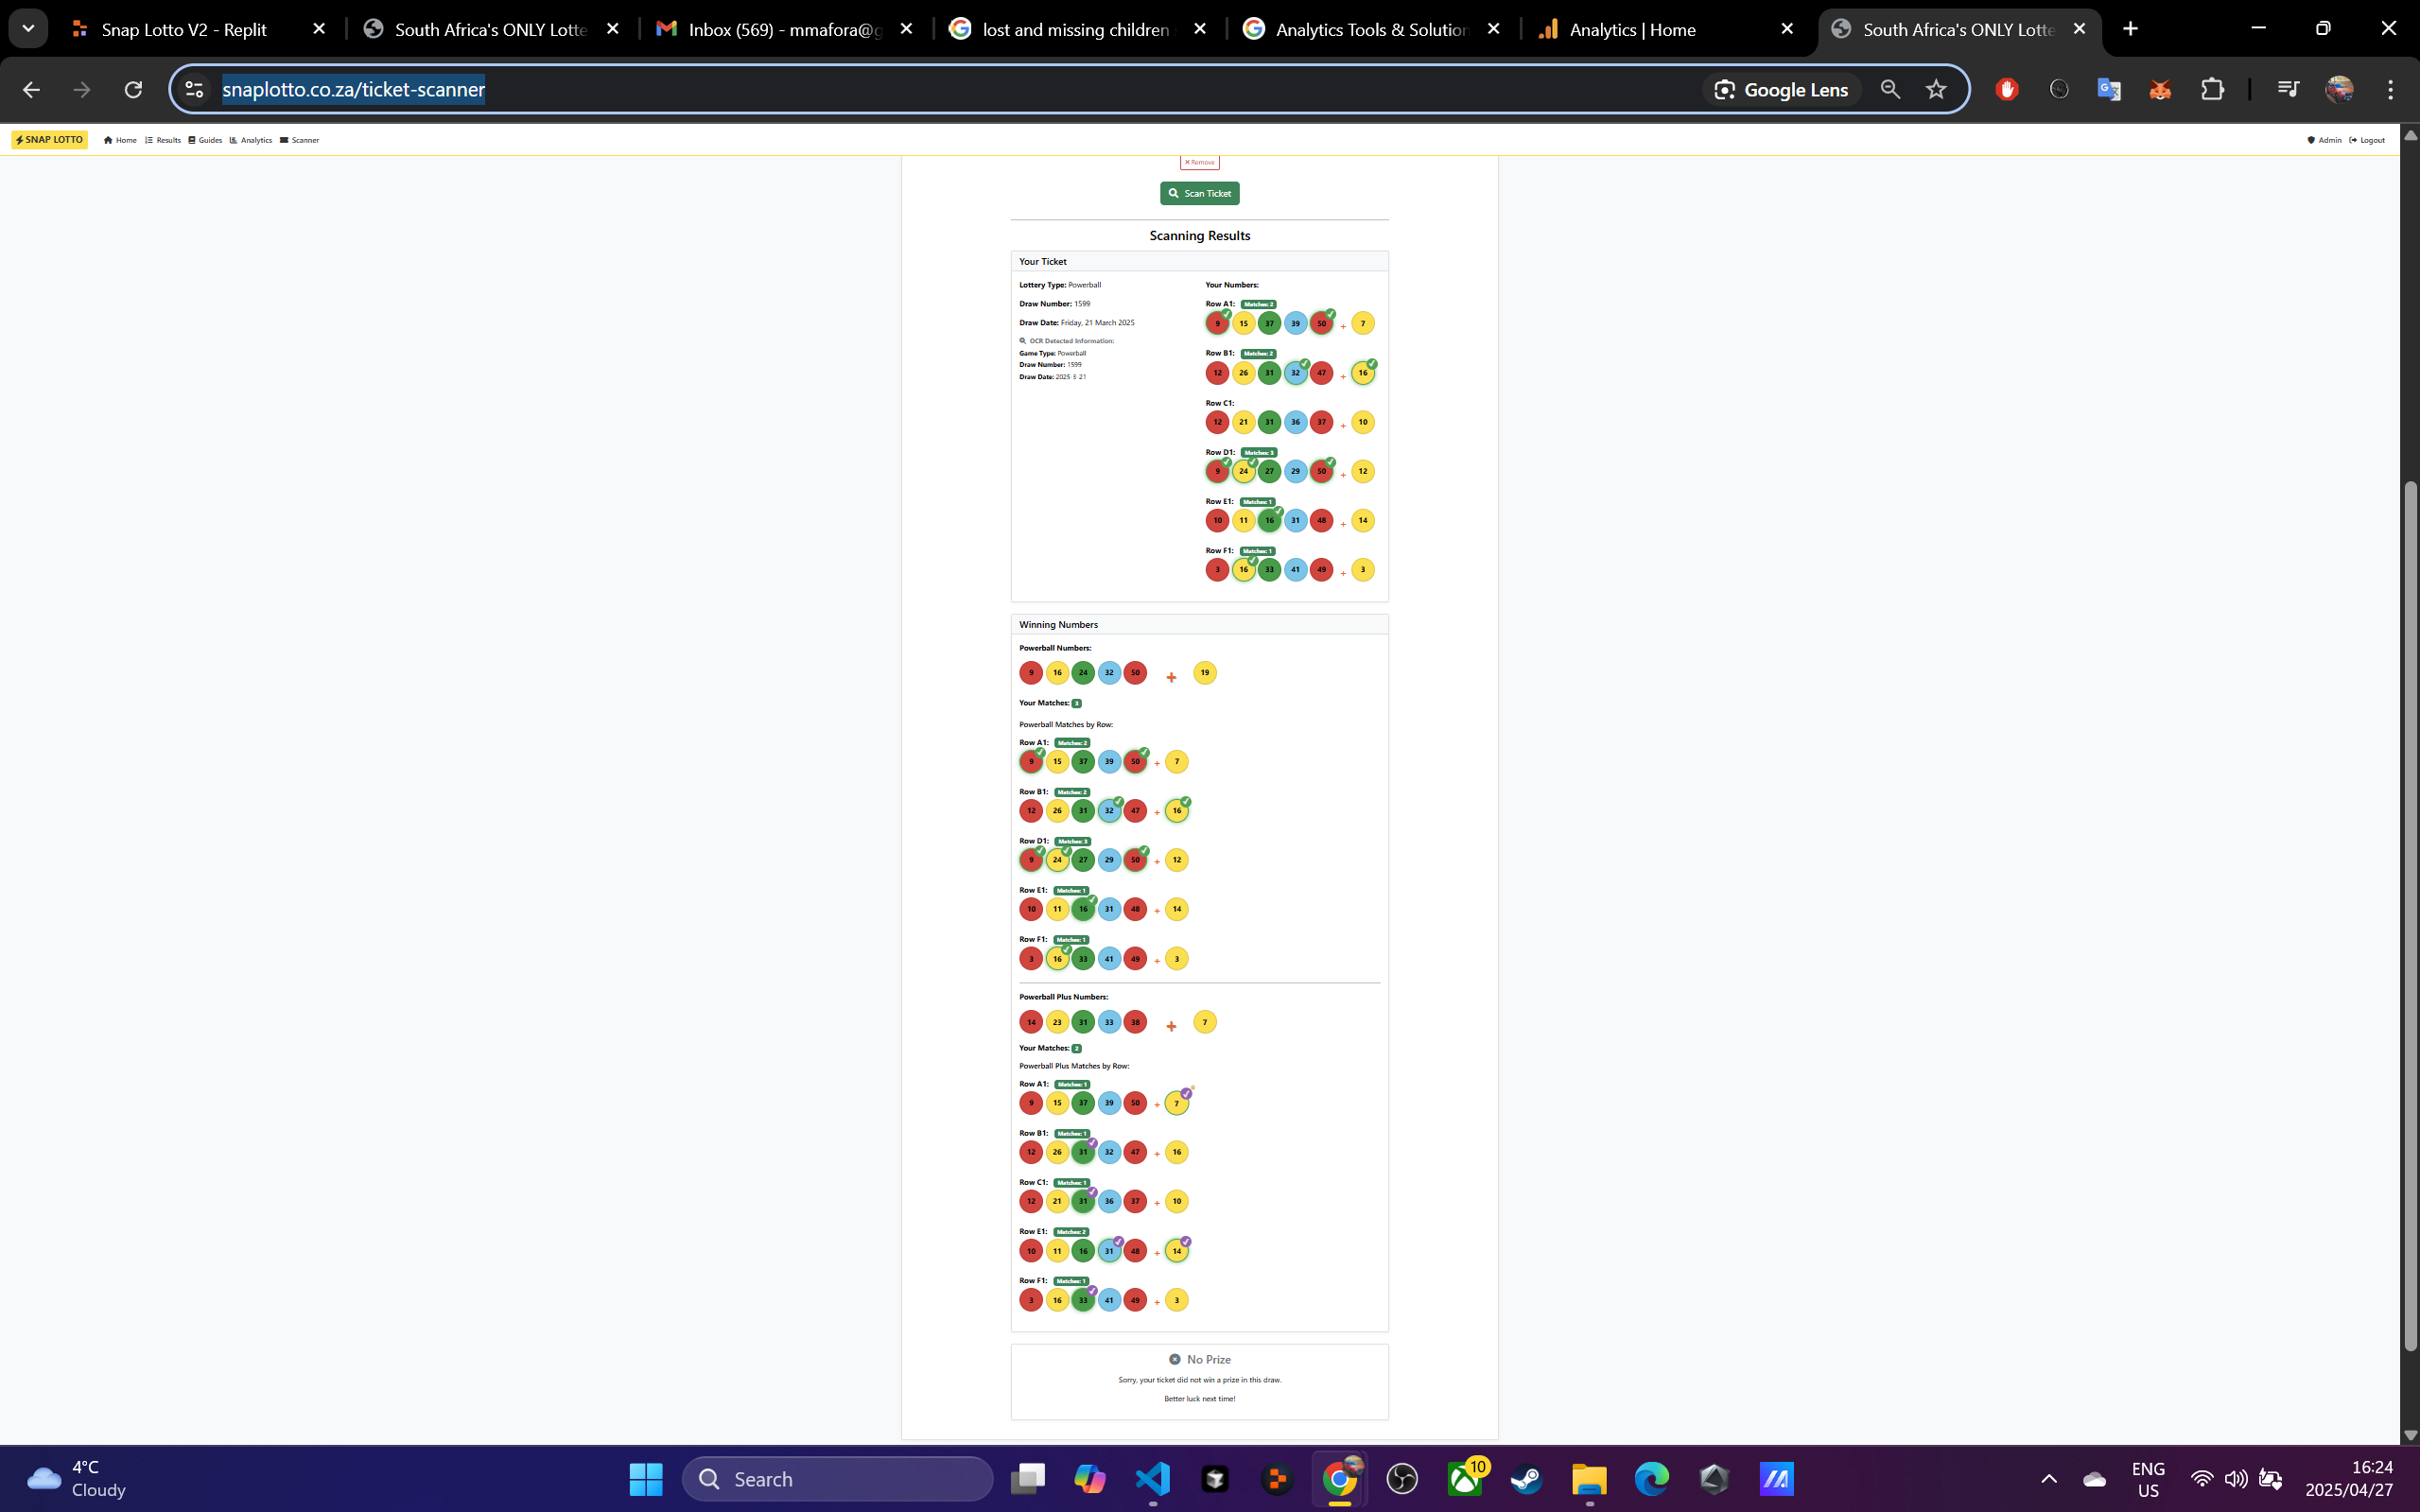 Snap Lotto V2 - Replit
South Africa's ONLY Lotte
Inbox (569) - mmafora@g
lost and missing children
Analytics Tools & Solution
Analytics | Home
South Africa's ONLY Lotte
snaplotto.co.za/ticket-scanner
Google Lens
SNAP LOTTO Home Results Guides Analytics Scanner
Admin Logout
Remove
Scan Ticket
Scanning Results
Your Ticket
Lottery Type: Powerball
Draw Number: 1599
Draw Date: Friday, 21 March 2025
OCR Detected Information:
Game Type: Powerball
Draw Number: 1599
Draw Date: 2025-3-21
Your Numbers:
Row A1: Matches: 2
9 15 37 39 50 + 7
Row B1: Matches: 2
12 26 31 32 47 + 16
Row C1:
12 21 31 36 37 + 10
Row D1: Matches: 3
9 24 27 29 50 + 12
Row E1: Matches: 1
10 11 16 31 48 + 14
Row F1: Matches: 1
3 16 33 41 49 + 3
Winning Numbers
Powerball Numbers:
9 16 24 32 50 + 19
Your Matches: 3
Powerball Matches by Row:
Row A1: Matches: 2
9 15 37 39 50 + 7
Row B1: Matches: 2
12 26 31 32 47 + 16
Row D1: Matches: 3
9 24 27 29 50 + 12
Row E1: Matches: 1
10 11 16 31 48 + 14
Row F1: Matches: 1
3 16 33 41 49 + 3
Powerball Plus Numbers:
14 23 31 33 38 + 7
Your Matches: 2
Powerball Plus Matches by Row:
Row A1: Matches: 1
9 15 37 39 50 + 7
Row B1: Matches: 1
12 26 31 32 47 + 16
Row C1: Matches: 1
12 21 31 36 37 + 10
Row E1: Matches: 2
10 11 16 31 48 + 14
Row F1: Matches: 1
3 16 33 41 49 + 3
No Prize
Sorry, your ticket did not win a prize in this draw.
Better luck next time!
4°C
Cloudy
Search
10
ENG
US
16:24
2025/04/27